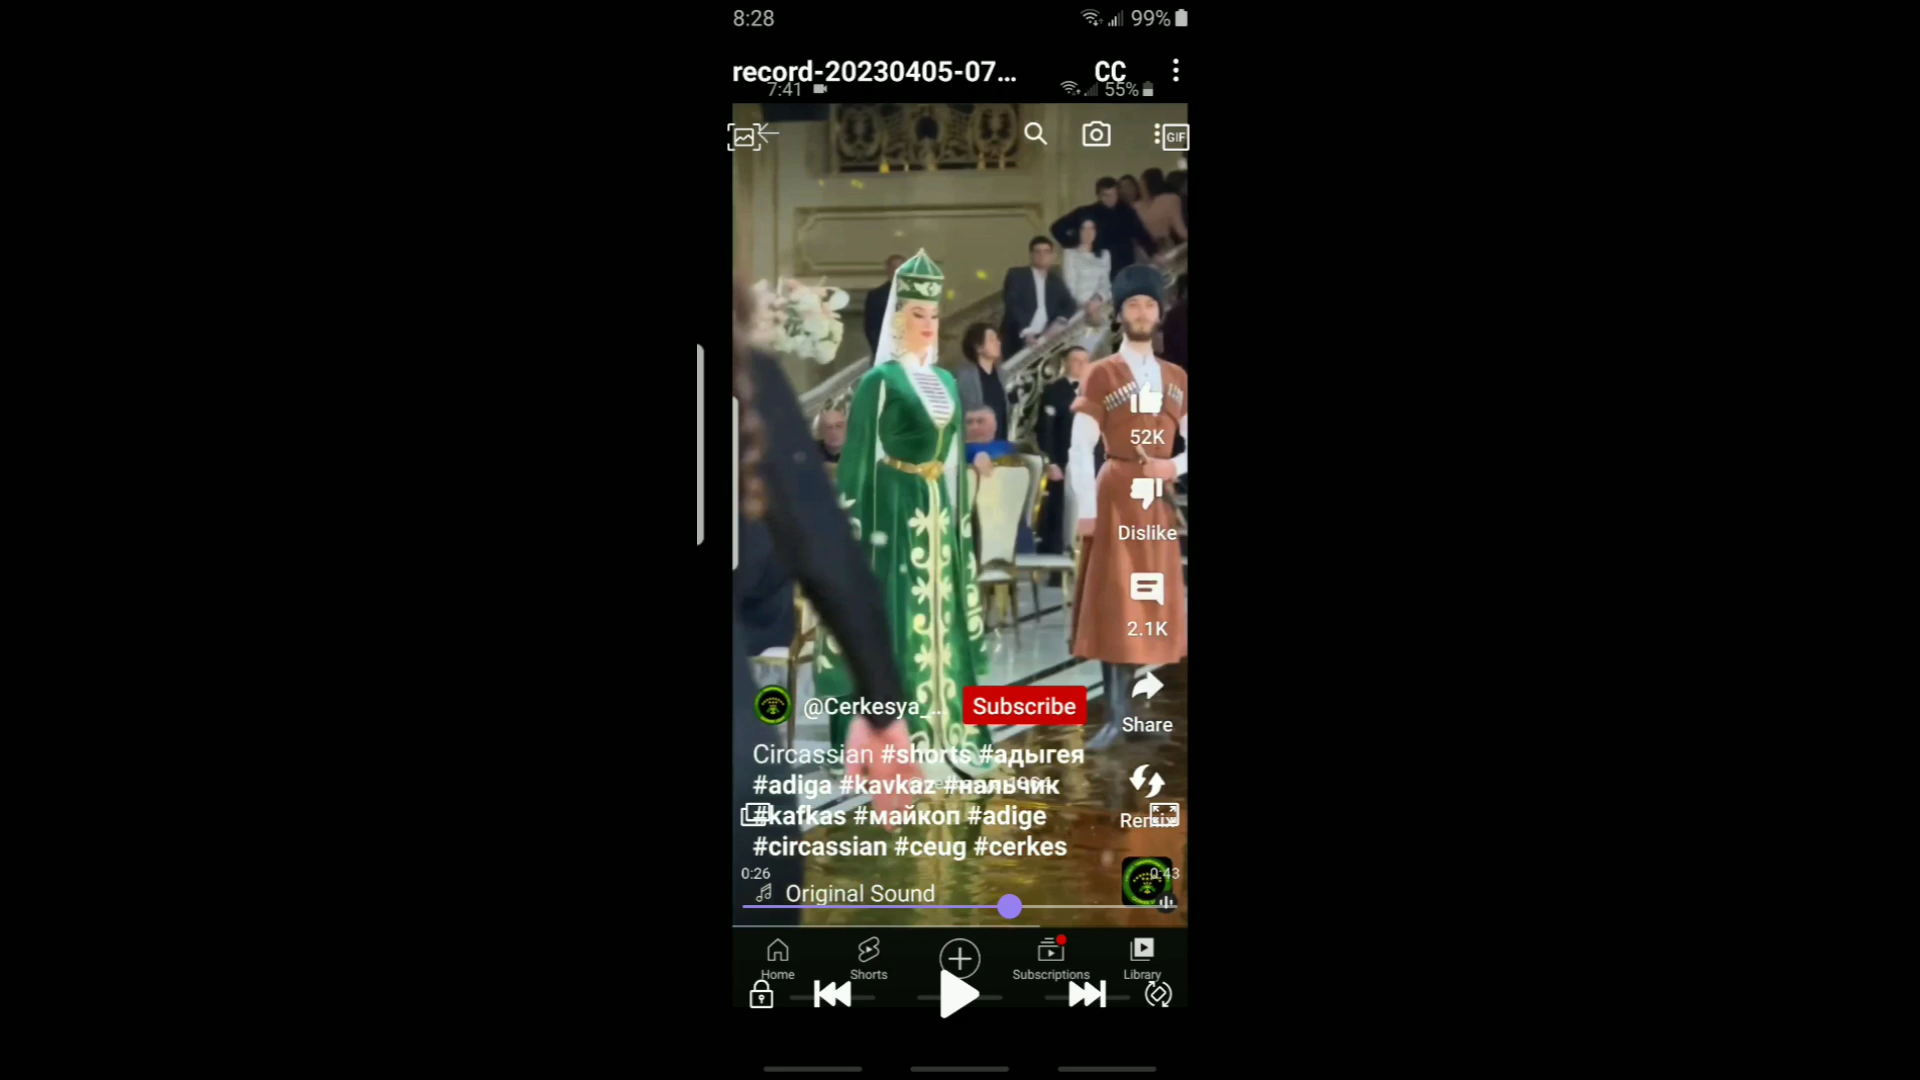 8:28
99%
record-20230405-07...
CC
7:41
55%
GIF
52K
Dislike
2.1K
@Cerkesya_..
Subscribe
Share
Circassian #shorts #адыгея
#adiga #kavkaz #нальчик
#kafkas #майкоп #adige
Remix
#circassian #ceug #cerkes
0:26
0:43
Original Sound
Home
Shorts
Subscriptions
Library